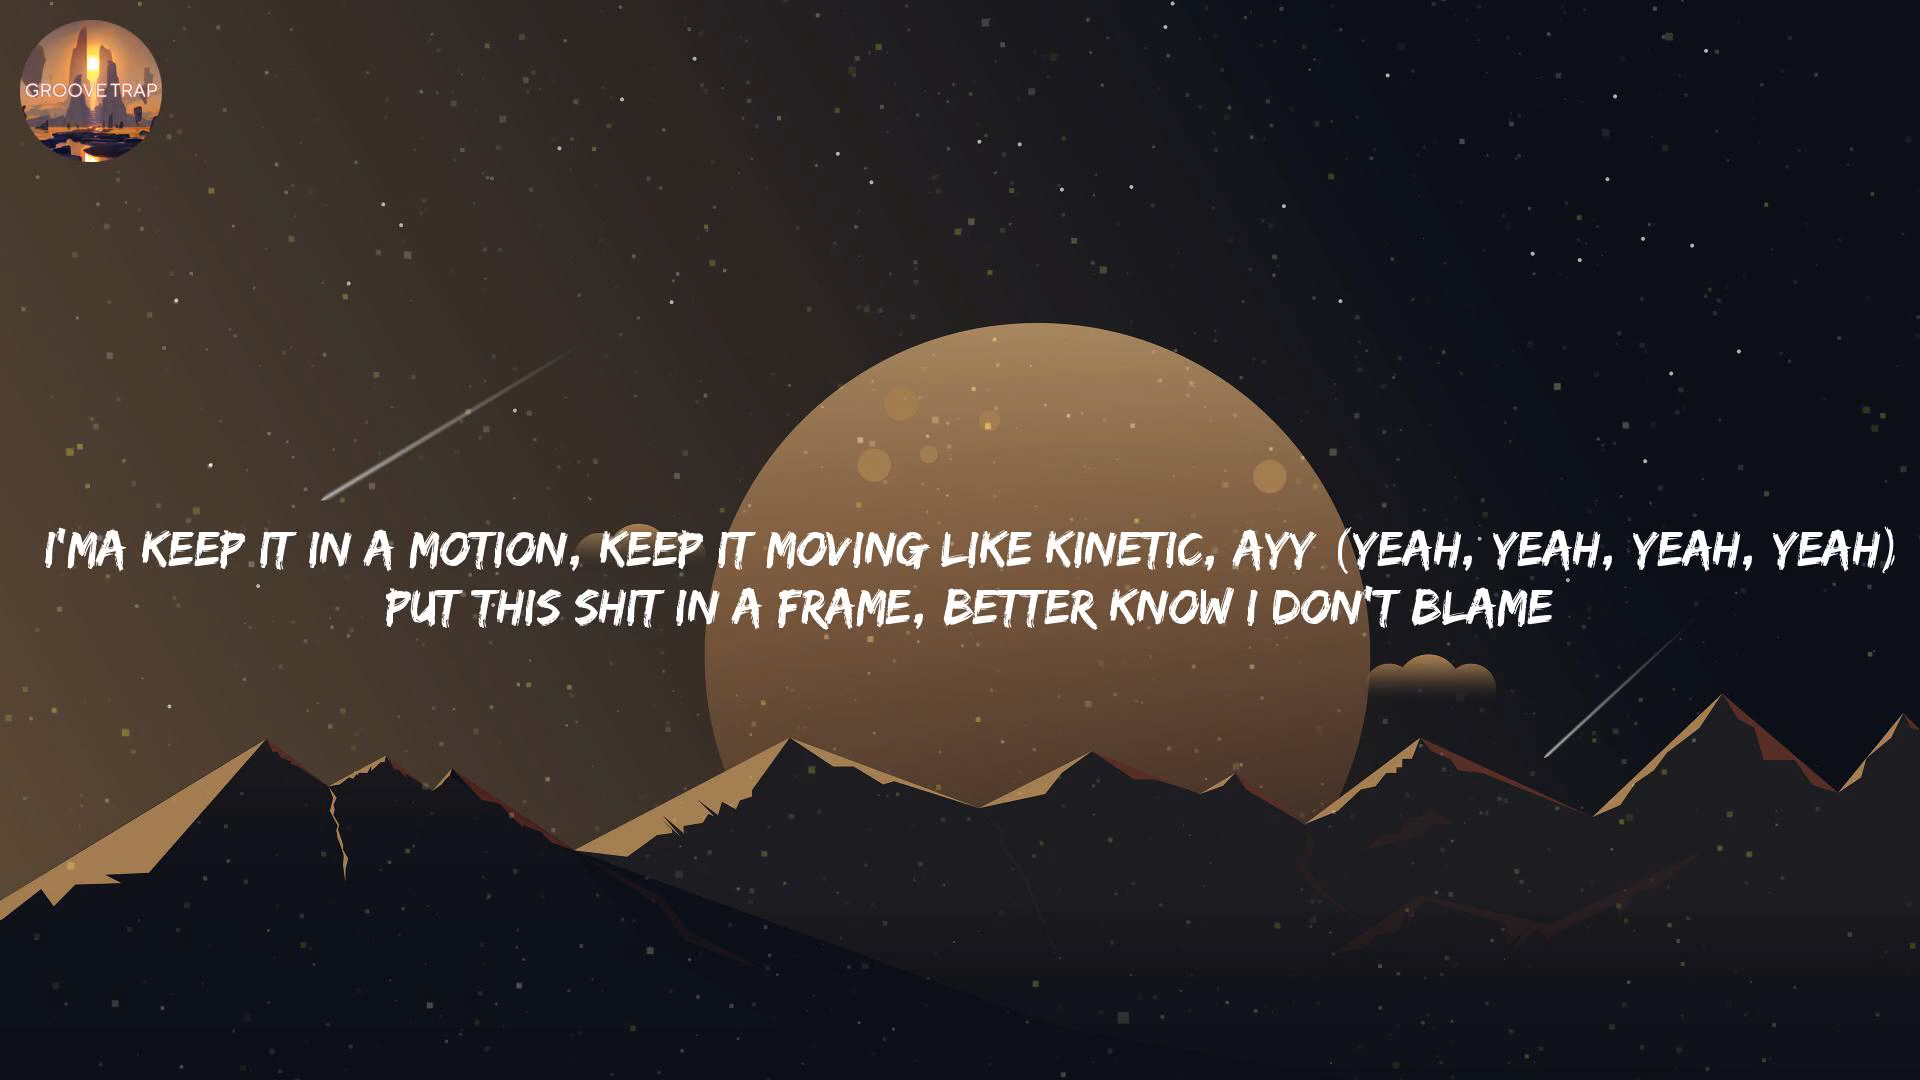 GROOVE TRAP
I'MA KEEP IT IN A MOTION, KEEP IT MOVING LIKE KINETIC, AYY (YEAH, YEAH, YEAH, YEAH)
PUT THIS SHIT IN A FRAME, BETTER KNOW I DON'T BLAME